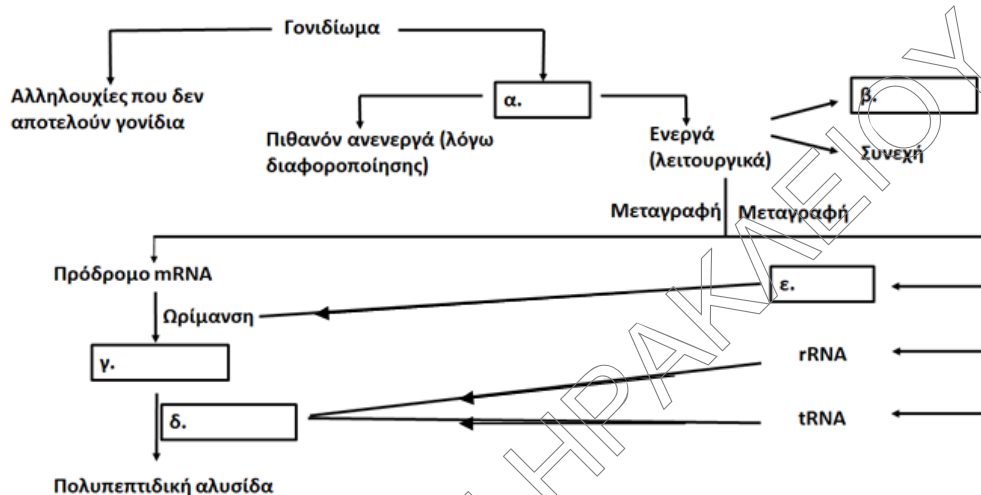 Γονιδίωμα
Αλληλουχίες που δεν
αποτελούν γονίδια
α.
Πιθανόν ανενεργά (λόγω
διαφοροποίησης)
Ενεργά
(λειτουργικά)
β.
Συνεχή
Μεταγραφή
Μεταγραφή
Πρόδρομο mRNA
Ωρίμανση
ε.
γ.
rRNA
δ.
tRNA
Πολυπεπτιδική αλυσίδα
ΗΡΑΚΛΕΙΟΥ